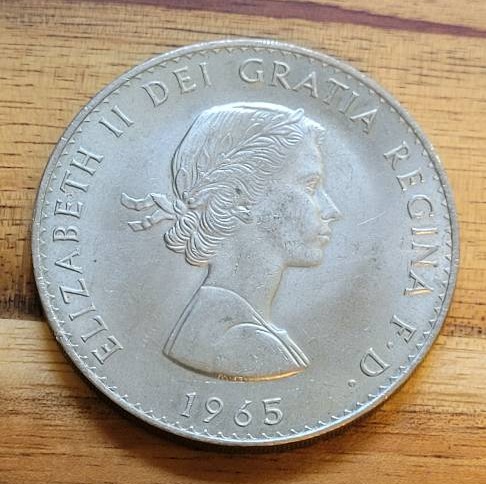 ELIZABETH II DEI GRATIA REGINA F.D.
1965